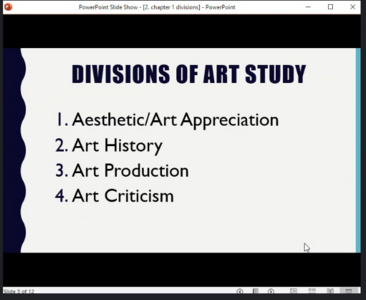 PowerPoint Slide Show - [2. chapter 1 divisions] - PowerPoint
DIVISIONS OF ART STUDY
1. Aesthetic/Art Appreciation
2. Art History
3. Art Production
4. Art Criticism
Slide 3 of 12